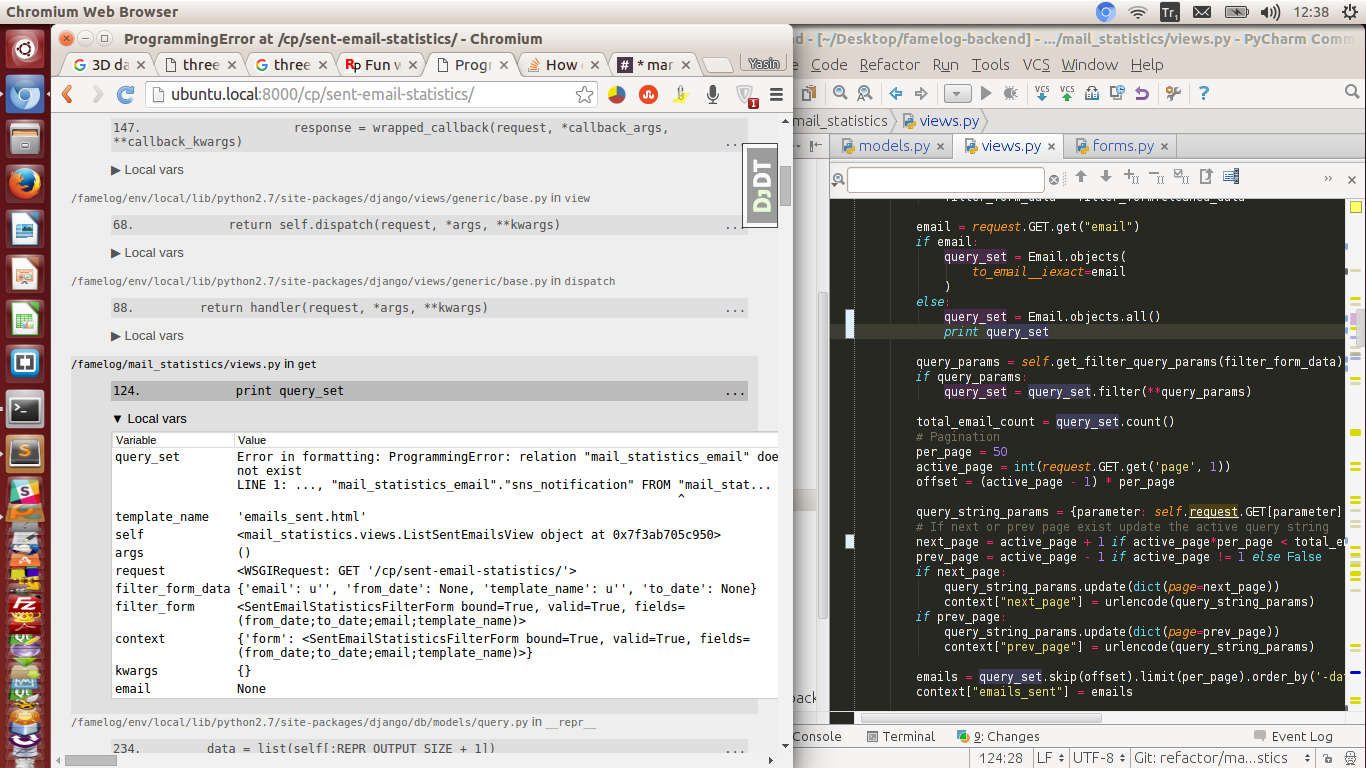 Chromium Web Browser
Tr1
12:38
ProgrammingError at /cp/sent-email-statistics/ - Chromium
3D da
three
three
Fun v
Progr
How
* mar
Yasin
ubuntu.local:8000/cp/sent-email-statistics/
1
147. response = wrapped_callback(request, *callback_args,
**callback_kwargs) ...
▶ Local vars
/famelog/env/local/lib/python2.7/site-packages/django/views/generic/base.py in view
68. return self.dispatch(request, *args, **kwargs) ...
▶ Local vars
/famelog/env/local/lib/python2.7/site-packages/django/views/generic/base.py in dispatch
88. return handler(request, *args, **kwargs) ...
▶ Local vars
/famelog/mail_statistics/views.py in get
124. print query_set ...
▼ Local vars
Variable Value
query_set Error in formatting: ProgrammingError: relation "mail_statistics_email" doe
not exist
LINE 1: ..., "mail_statistics_email"."sns_notification" FROM "mail_stat...
^
template_name 'emails_sent.html'
self <mail_statistics.views.ListSentEmailsView object at 0x7f3ab705c950>
args ()
request <WSGIRequest: GET '/cp/sent-email-statistics/'>
filter_form_data {'email': u'', 'from_date': None, 'template_name': u'', 'to_date': None}
filter_form <SentEmailStatisticsFilterForm bound=True, valid=True, fields=
(from_date;to_date;email;template_name)>
context {'form': <SentEmailStatisticsFilterForm bound=True, valid=True, fields=
(from_date;to_date;email;template_name)>}
kwargs {}
email None
/famelog/env/local/lib/python2.7/site-packages/django/db/models/query.py in __repr__
234. data = list(self[:REPR_OUTPUT_SIZE + 1]) ...
DJDT
nd - [~/Desktop/famelog-backend] - .../mail_statistics/views.py - PyCharm Comm
Code Refactor Run Tools VCS Window Help
VCS VCS
mail_statistics views.py
models.py × views.py × forms.py ×
email = request.GET.get("email")
if email:
query_set = Email.objects(
to_email__iexact=email
)
else:
query_set = Email.objects.all()
print query_set
query_params = self.get_filter_query_params(filter_form_data)
if query_params:
query_set = query_set.filter(**query_params)
total_email_count = query_set.count()
# Pagination
per_page = 50
active_page = int(request.GET.get('page', 1))
offset = (active_page - 1) * per_page
query_string_params = {parameter: self.request.GET[parameter]
# If next or prev page exist update the active query string
next_page = active_page + 1 if active_page*per_page < total_em
prev_page = active_page - 1 if active_page != 1 else False
if next_page:
query_string_params.update(dict(page=next_page))
context["next_page"] = urlencode(query_string_params)
if prev_page:
query_string_params.update(dict(page=prev_page))
context["prev_page"] = urlencode(query_string_params)
emails = query_set.skip(offset).limit(per_page).order_by('-da
context["emails_sent"] = emails
back
Console Terminal 9: Changes Event Log
124:28 LF UTF-8 Git: refactor/ma...stics